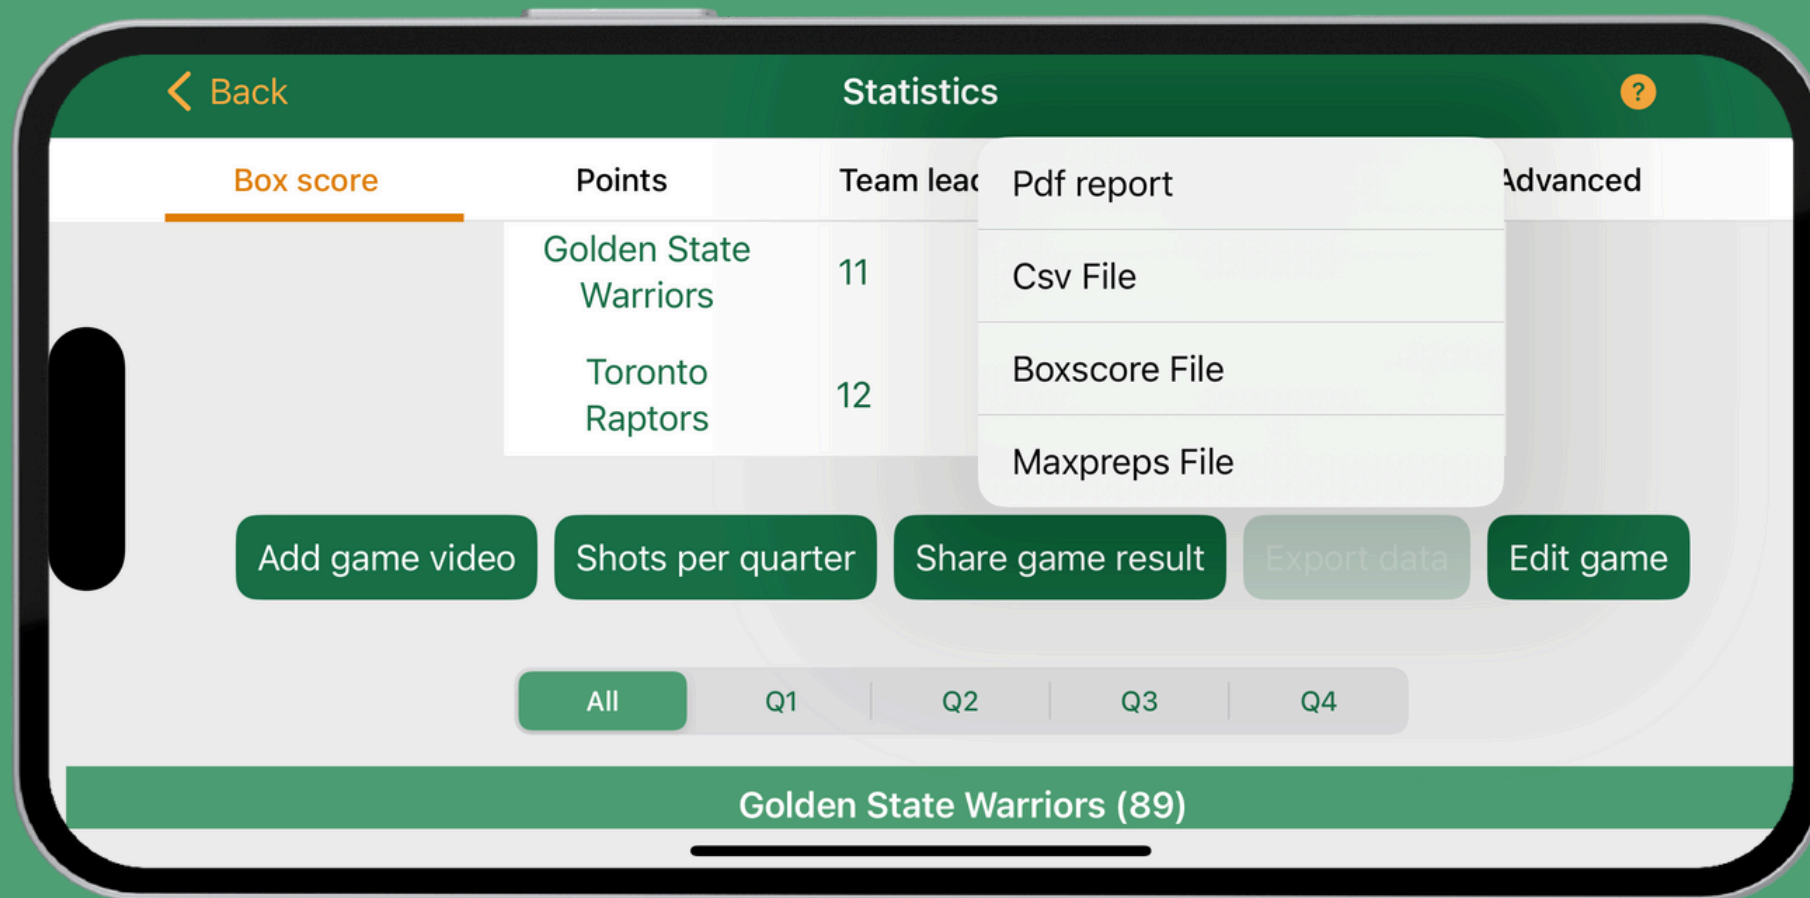 Back
Statistics
?
Box score
Points
Team lead
Advanced
Pdf report
Csv File
Boxscore File
Maxpreps File
Golden State
Warriors
11
Toronto
Raptors
12
Add game video
Shots per quarter
Share game result
Export data
Edit game
All
Q1
Q2
Q3
Q4
Golden State Warriors (89)